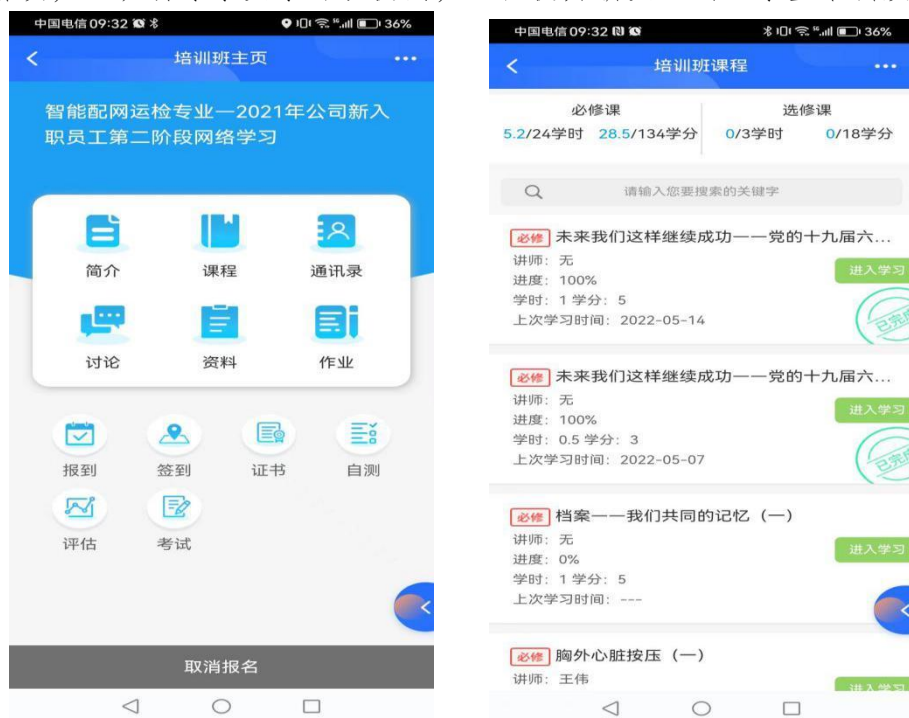 中国电信09:32
36%
培训班主页
智能配网运检专业—2021年公司新入
职员工第二阶段网络学习
简介
课程
通讯录
讨论
资料
作业
报到
签到
证书
自测
评估
考试
取消报名
中国电信09:32
36%
培训班课程
必修课
选修课
5.2/24学时 28.5/134学分
0/3学时 0/18学分
请输入您要搜索的关键字
必修 未来我们这样继续成功——党的十九届六...
讲师：无
进入学习
进度：100%
学时：1 学分：5
上次学习时间：2022-05-14
已完成
必修 未来我们这样继续成功——党的十九届六...
讲师：无
进入学习
进度：100%
学时：0.5 学分：3
上次学习时间：2022-05-07
已完成
必修 档案——我们共同的记忆（一）
讲师：无
进入学习
进度：0%
学时：1 学分：5
上次学习时间：---
必修 胸外心脏按压（一）
讲师：王伟
进入学习